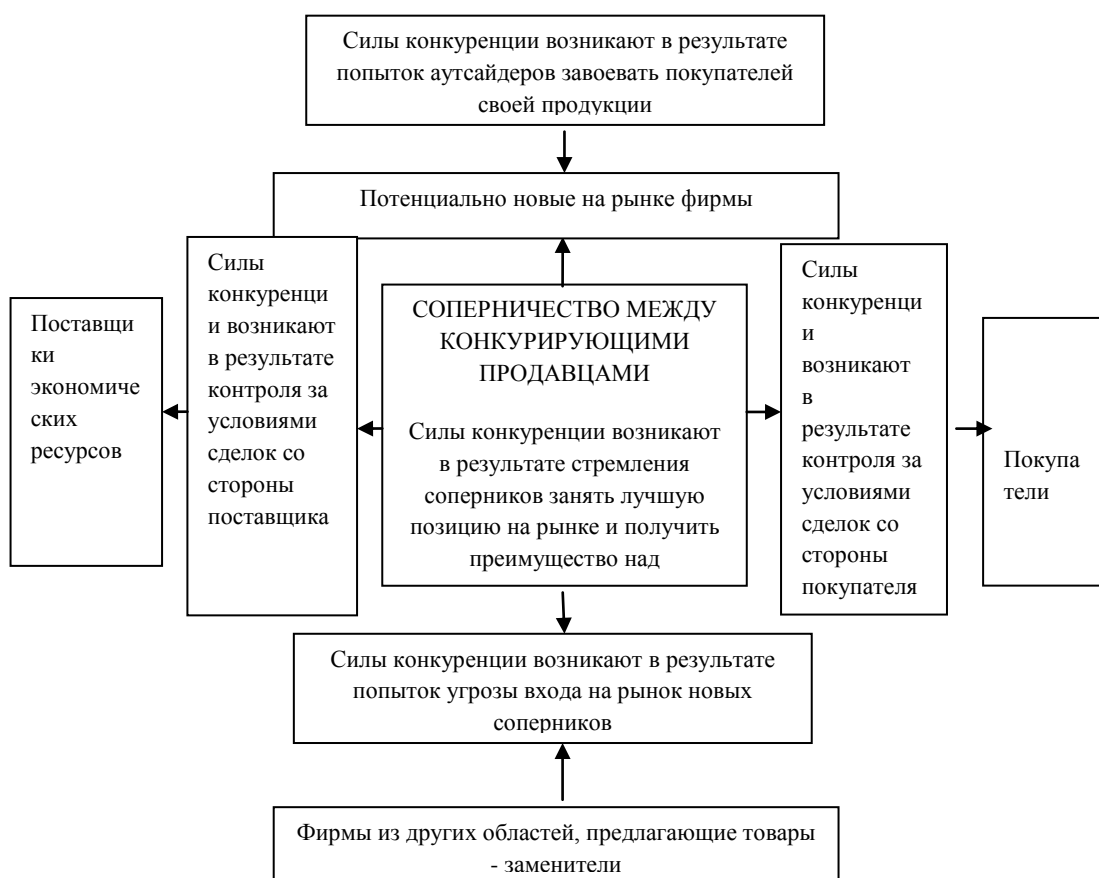 Силы конкуренции возникают в результате
попыток аутсайдеров завоевать покупателей
своей продукции
Потенциально новые на рынке фирмы
Поставщи
ки
экономиче
ских
ресурсов
Силы
конкуренци
и возникают
в результате
контроля за
условиями
сделок со
стороны
поставщика
СОПЕРНИЧЕСТВО МЕЖДУ
КОНКУРИРУЮЩИМИ
ПРОДАВЦАМИ
Силы конкуренции возникают
в результате стремления
соперников занять лучшую
позицию на рынке и получить
преимущество над
Силы
конкуренци
и
возникают
в
результате
контроля за
условиями
сделок со
стороны
покупателя
Покупа
тели
Силы конкуренции возникают в результате
попыток угрозы входа на рынок новых
соперников
Фирмы из других областей, предлагающие товары
- заменители